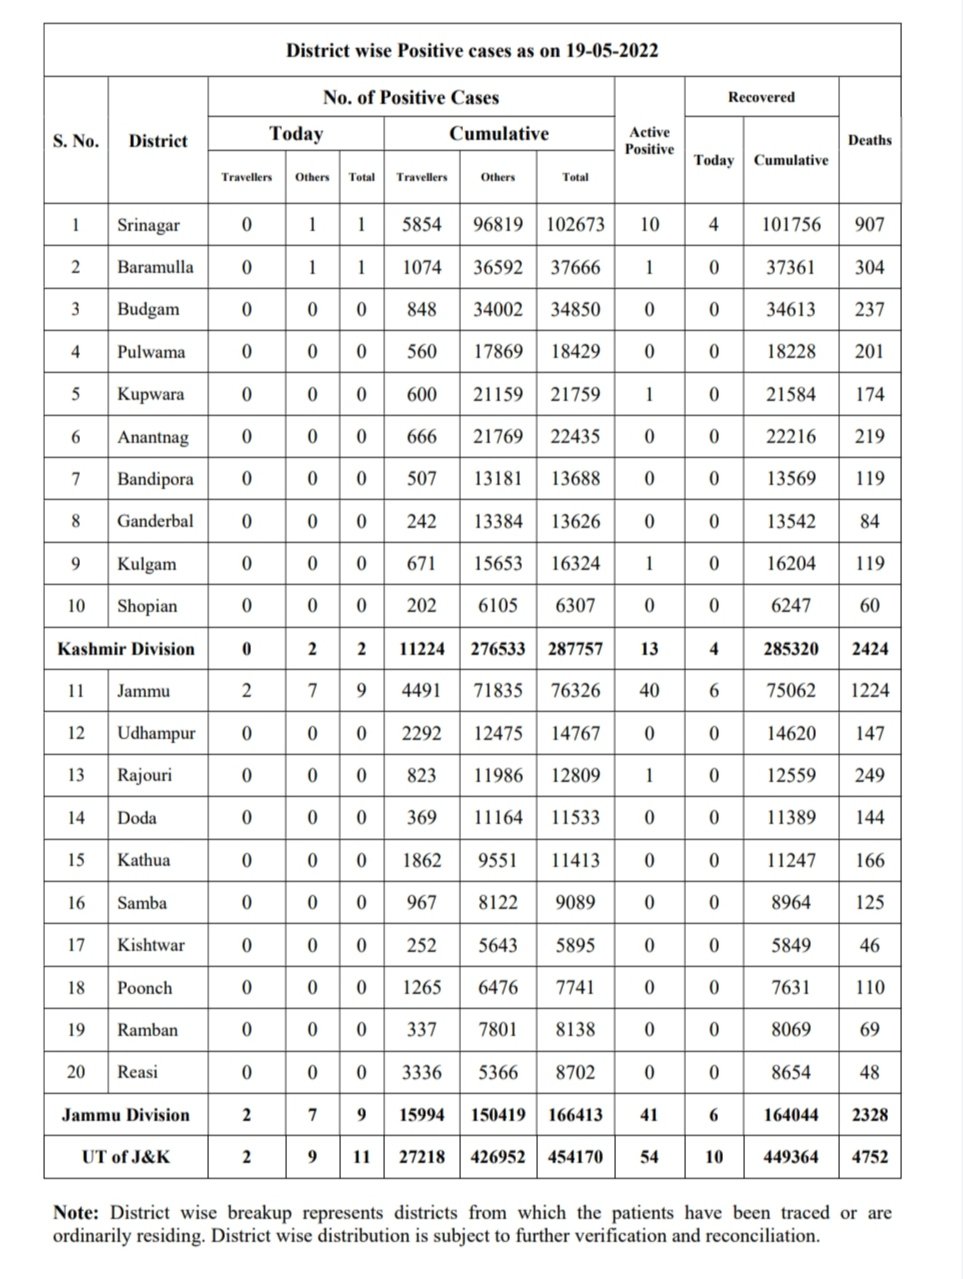 District wise Positive cases as on 19-05-2022
S. No. District No. of Positive Cases Active Positive Recovered Deaths
Today Cumulative Today Cumulative
Travellers Others Total Travellers Others Total
1 Srinagar 0 1 1 5854 96819 102673 10 4 101756 907
2 Baramulla 0 1 1 1074 36592 37666 1 0 37361 304
3 Budgam 0 0 0 848 34002 34850 0 0 34613 237
4 Pulwama 0 0 0 560 17869 18429 0 0 18228 201
5 Kupwara 0 0 0 600 21159 21759 1 0 21584 174
6 Anantnag 0 0 0 666 21769 22435 0 0 22216 219
7 Bandipora 0 0 0 507 13181 13688 0 0 13569 119
8 Ganderbal 0 0 0 242 13384 13626 0 0 13542 84
9 Kulgam 0 0 0 671 15653 16324 1 0 16204 119
10 Shopian 0 0 0 202 6105 6307 0 0 6247 60
Kashmir Division 0 2 2 11224 276533 287757 13 4 285320 2424
11 Jammu 2 7 9 4491 71835 76326 40 6 75062 1224
12 Udhampur 0 0 0 2292 12475 14767 0 0 14620 147
13 Rajouri 0 0 0 823 11986 12809 1 0 12559 249
14 Doda 0 0 0 369 11164 11533 0 0 11389 144
15 Kathua 0 0 0 1862 9551 11413 0 0 11247 166
16 Samba 0 0 0 967 8122 9089 0 0 8964 125
17 Kishtwar 0 0 0 252 5643 5895 0 0 5849 46
18 Poonch 0 0 0 1265 6476 7741 0 0 7631 110
19 Ramban 0 0 0 337 7801 8138 0 0 8069 69
20 Reasi 0 0 0 3336 5366 8702 0 0 8654 48
Jammu Division 2 7 9 15994 150419 166413 41 6 164044 2328
UT of J&K 2 9 11 27218 426952 454170 54 10 449364 4752
Note: District wise breakup represents districts from which the patients have been traced or are
ordinarily residing. District wise distribution is subject to further verification and reconciliation.